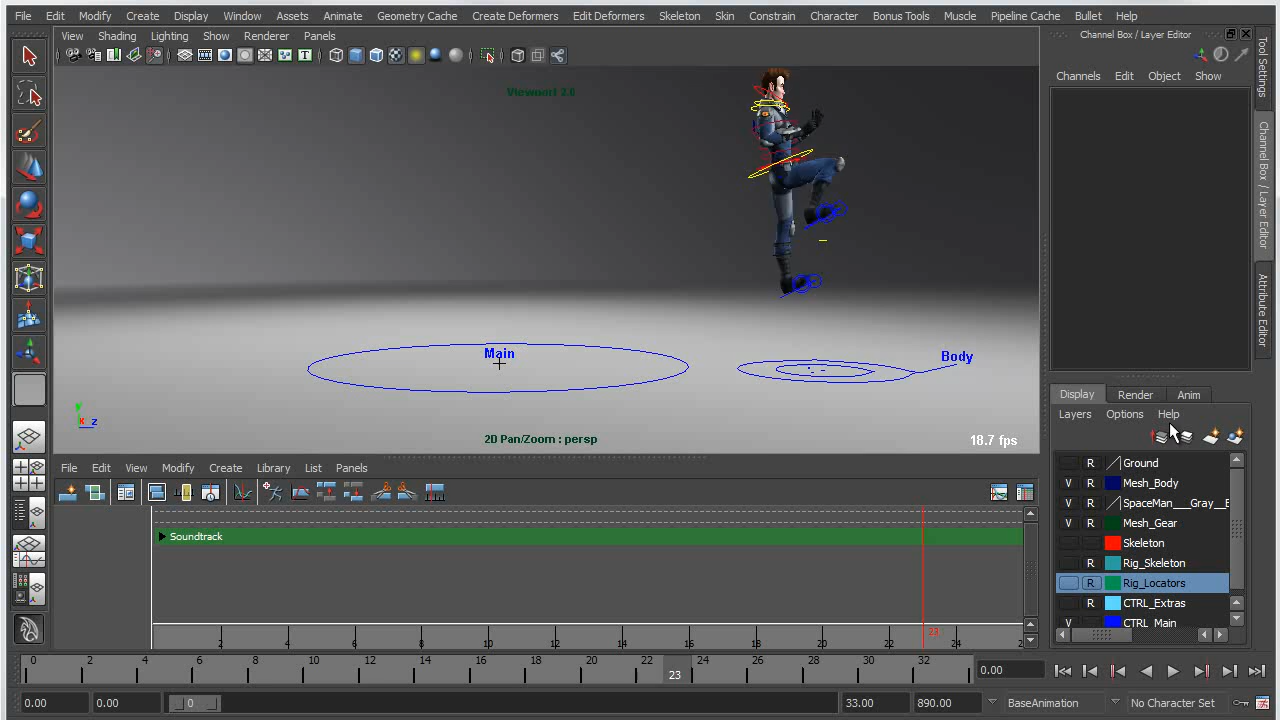 File Edit Modify Create Display Window Assets Animate Geometry Cache Create Deformers Edit Deformers Skeleton Skin Constrain Character Bonus Tools Muscle Pipeline Cache Bullet Help
View Shading Lighting Show Renderer Panels
Channel Box / Layer Editor
Channels Edit Object Show
Tool Settings
Channel Box / Layer Editor
Attribute Editor
Viewport 2.0
Main
Body
2D Pan/Zoom : persp
18.7 fps
Display Render Anim
Layers Options Help
R Ground
V R Mesh_Body
V R SpaceMan___Gray__E
V R Mesh_Gear
R Skeleton
R Rig_Skeleton
R Rig_Locators
R CTRL_Extras
V R CTRL_Main
File Edit View Modify Create Library List Panels
Soundtrack
2 4 6 8 10 12 14 16 18 20 22 23 24
0 2 4 6 8 10 12 14 16 18 20 22 23 24 26 28 30 32
0.00
0.00 0.00 0 33.00 890.00 BaseAnimation No Character Set